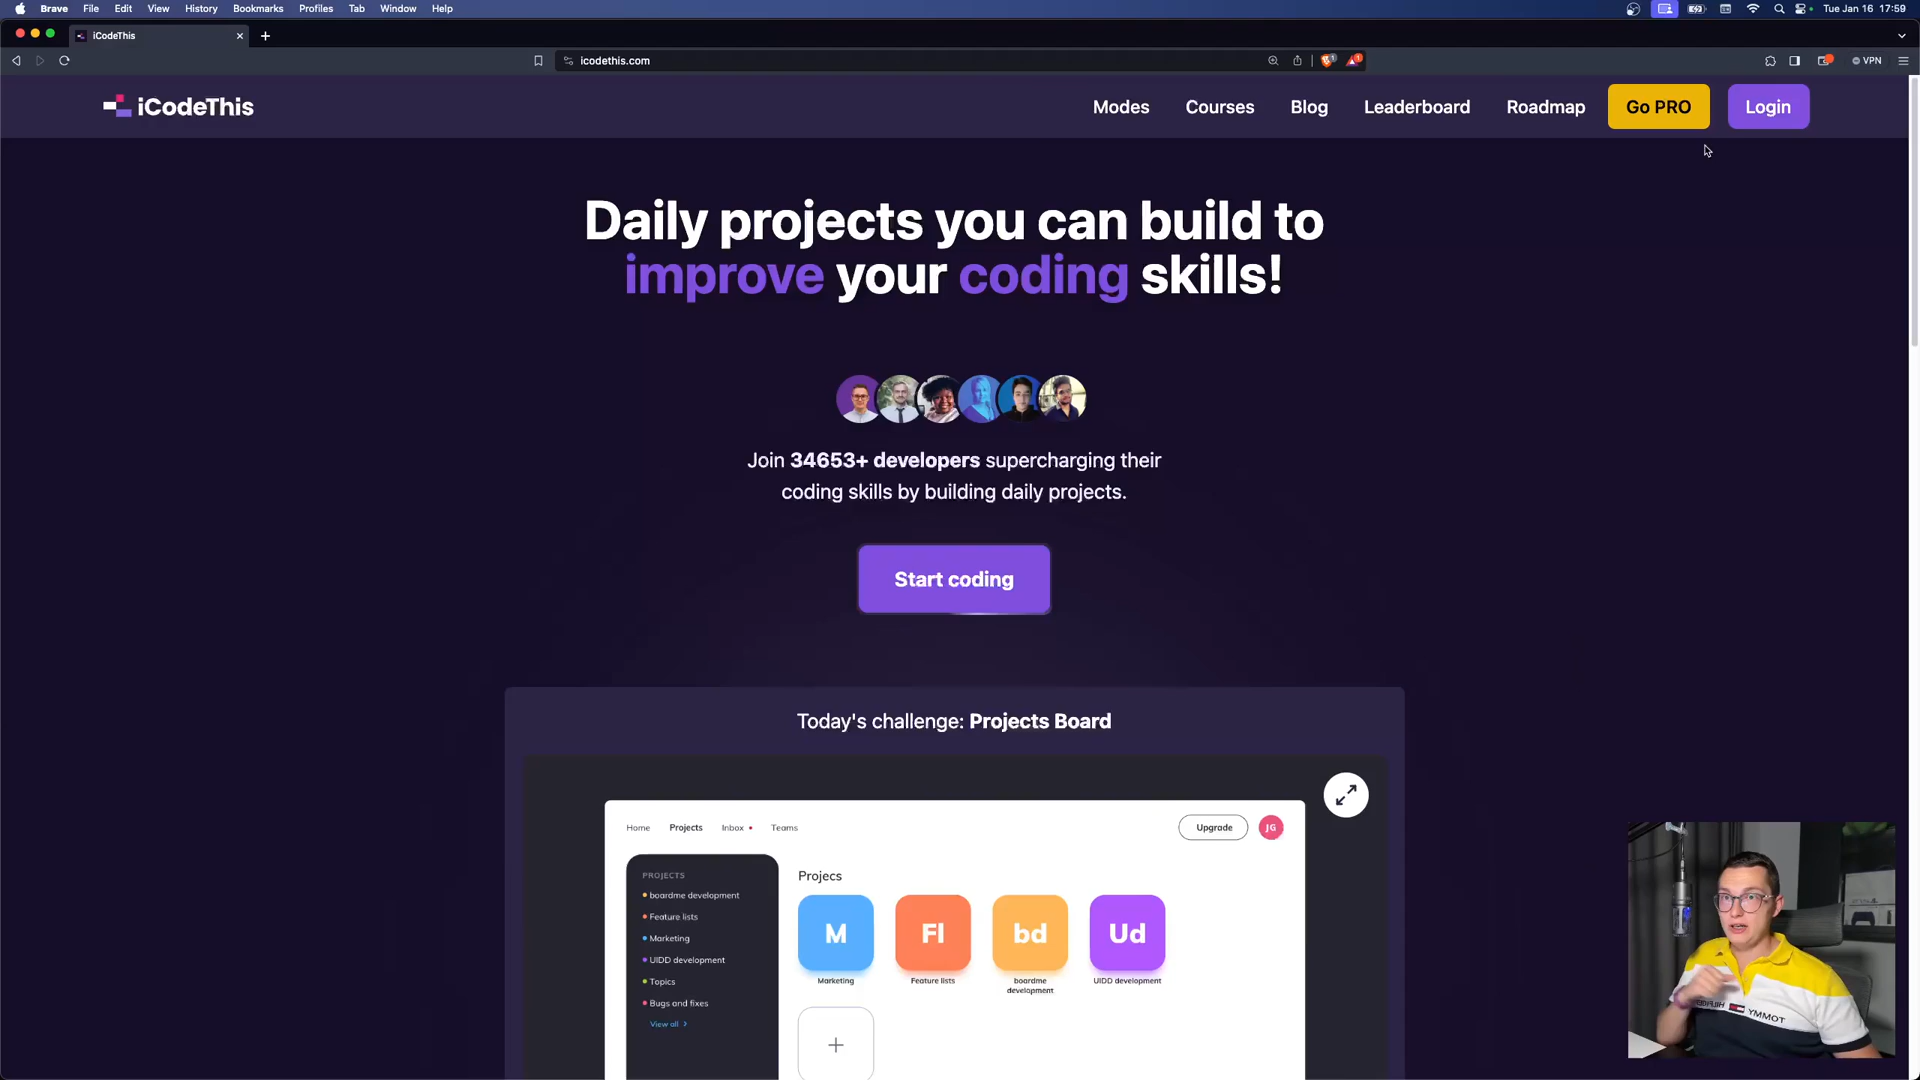 Brave File Edit View History Bookmarks Profiles Tab Window Help Tue Jan 16 17:59
iCodeThis
icodethis.com
1
1
VPN
iCodeThis
Modes Courses Blog Leaderboard Roadmap Go PRO Login
Daily projects you can build to
improve your coding skills!
Join 34653+ developers supercharging their
coding skills by building daily projects.
Start coding
Today's challenge: Projects Board
Home Projects Inbox Teams Upgrade JG
PROJECTS
boardme development
Feature lists
Marketing
UIDD development
Topics
Bugs and fixes
View all
Projecs
M Fl bd Ud
Marketing Feature lists boardme development UIDD development
TOMMY
HILFIGER